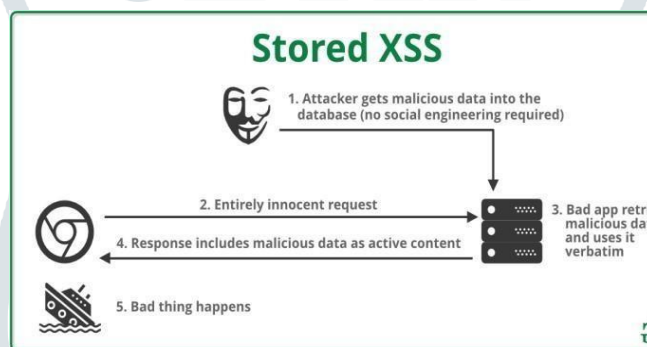 Stored XSS
1. Attacker gets malicious data into the
database (no social engineering required)
2. Entirely innocent request
3. Bad app
malicious
and uses it
verbatim
4. Response includes malicious data as active content
5. Bad thing happens